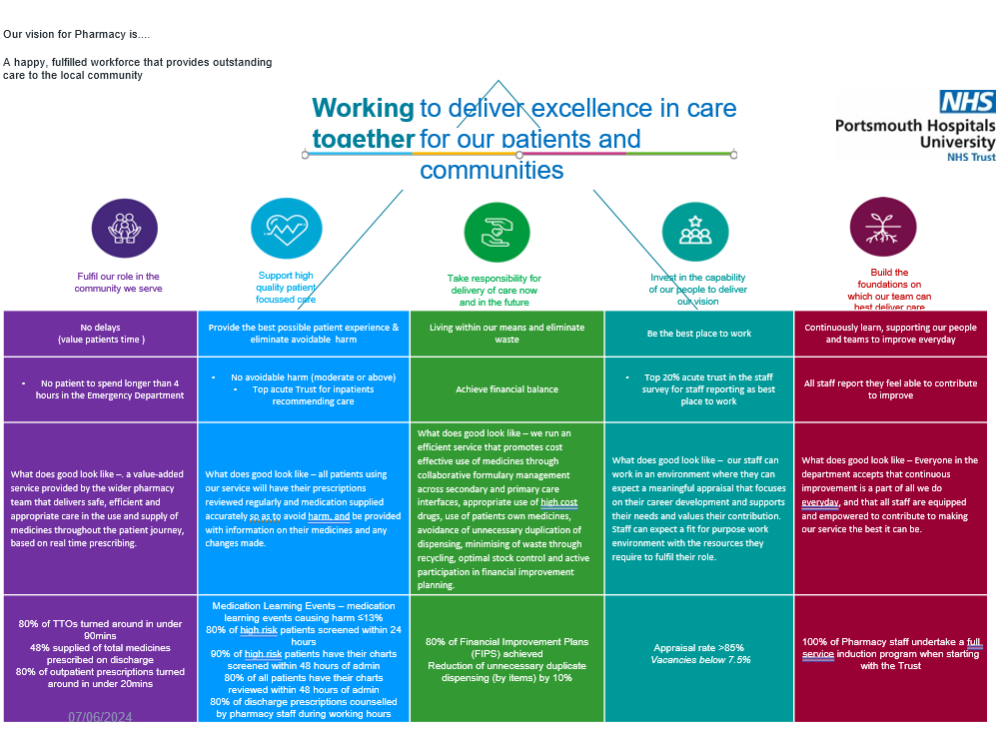 Our vision for Pharmacy is....
A happy, fulfilled workforce that provides outstanding
care to the local community
Working to deliver excellence in care
together for our patients and
communities
NHS
Portsmouth Hospitals
University
NHS Trust
Fulfil our role in the
community we serve
Support high
quality patient
focussed care
Take responsibility for
delivery of care now
and in the future
Invest in the capability
of our people to deliver
our vision
Build the
foundations on
which our team can
best deliver care
No delays
(value patients time )
Provide the best possible patient experience &
eliminate avoidable harm
Living within our means and eliminate
waste
Be the best place to work
Continuously learn, supporting our people
and teams to improve everyday
- No patient to spend longer than 4
hours in the Emergency Department
- No avoidable harm (moderate or above)
- Top acute Trust for inpatients
recommending care
Achieve financial balance
- Top 20% acute trust in the staff
survey for staff reporting as best
place to work
All staff report they feel able to contribute
to improve
What does good look like –. a value-added
service provided by the wider pharmacy
team that delivers safe, efficient and
appropriate care in the use and supply of
medicines throughout the patient journey,
based on real time prescribing.
What does good look like – all patients using
our service will have their prescriptions
reviewed regularly and medication supplied
accurately to avoid harm, and be provided
with information on their medicines and any
changes made.
What does good look like – we run an
efficient service that promotes cost
effective use of medicines through
collaborative formulary management
across secondary and primary care
interfaces, appropriate use of high cost
drugs, use of patients own medicines,
avoidance of unnecessary duplication of
dispensing, minimising of waste through
recycling, optimal stock control and active
participation in financial improvement
planning.
What does good look like – our staff can
work in an environment where they can
expect a meaningful appraisal that focuses
on their career development and supports
their needs and values their contribution.
Staff can expect a fit for purpose work
environment with the resources they
require to fulfil their role.
What does good look like – Everyone in the
department accepts that continuous
improvement is a part of all we do
everyday, and that all staff are equipped
and empowered to contribute to making
our service the best it can be.
80% of TTOs turned around in under
90mins
48% supplied of total medicines
prescribed on discharge
80% of outpatient prescriptions turned
around in under 20mins
Medication Learning Events – medication
learning events causing harm ≤13%
80% of high risk patients screened within 24
hours
90% of high risk patients have their charts
screened within 48 hours of admin
80% of all patients have their charts
reviewed within 48 hours of admin
80% of discharge prescriptions counselled
by pharmacy staff during working hours
80% of Financial Improvement Plans
(FIPS) achieved
Reduction of unnecessary duplicate
dispensing (by items) by 10%
Appraisal rate >85%
Vacancies below 7.5%
100% of Pharmacy staff undertake a full
service induction program when starting
with the Trust
07/06/2024